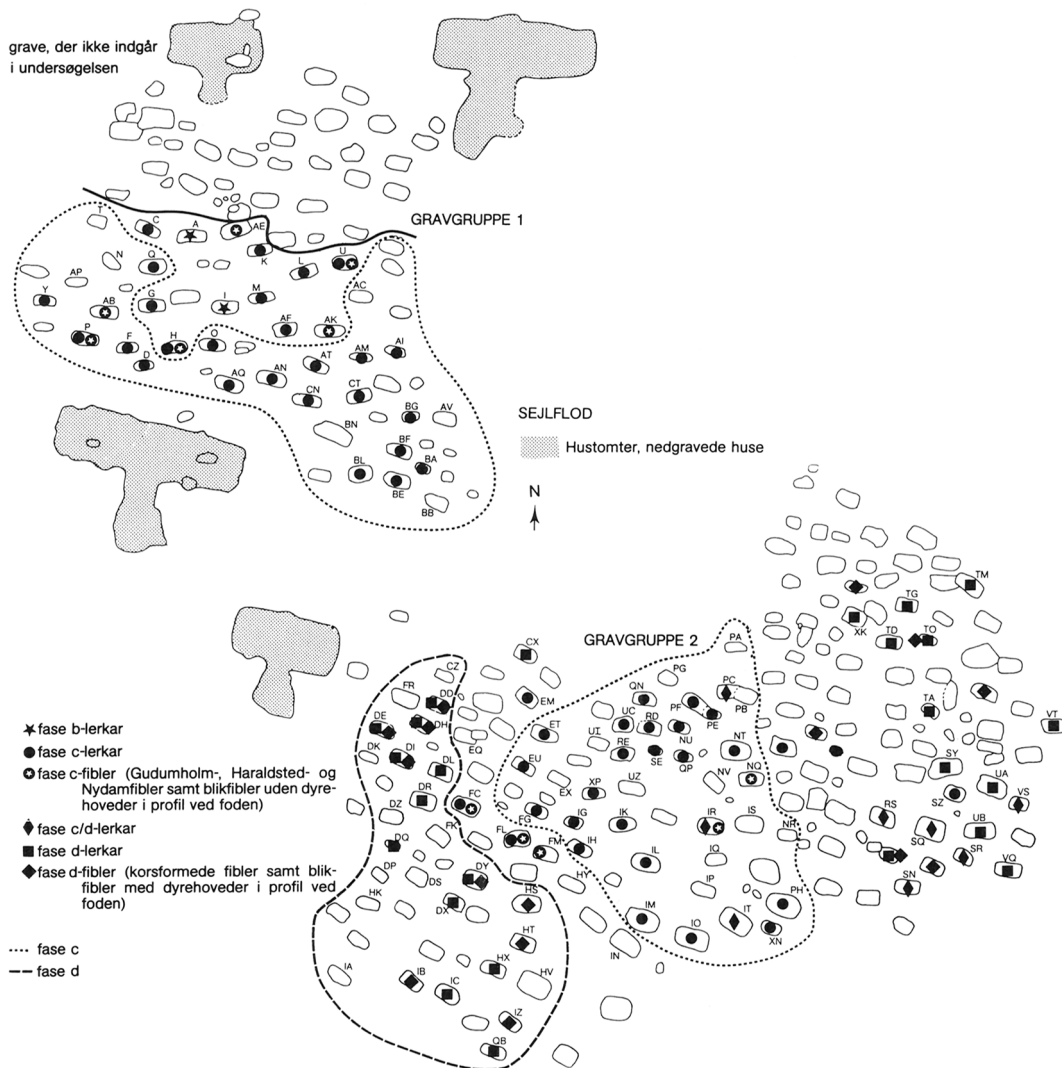 grave, der ikke indgår
i undersøgelsen
GRAVGRUPPE 1
T
C
A
AE
K
L
U
Q
N
AP
Y
AB
G
I
M
AC
P
F
D
H
O
AF
AK
AQ
AN
AT
AM
AI
CN
CT
BG
AV
BN
BF
BA
BL
BE
BB
SEJLFLOD
Hustomter, nedgravede huse
N
GRAVGRUPPE 2
TM
TG
XK
TD
TO
TA
VT
SY
UA
VS
SZ
RS
SQ
UB
SR
VQ
SN
PA
PG
PC
PB
QN
PF
PE
UC
RD
UI
RE
SE
NU
QP
NT
NQ
NV
UZ
XP
EX
IG
IK
IR
IS
NR
IH
IL
IQ
IP
HY
IM
IO
IT
PH
XN
IN
CX
EM
ET
EQ
EU
CZ
FR
DD
DE
DH
DK
DI
DL
DR
DZ
FC
FK
FL
FG
FM
DQ
DP
DS
DY
HK
DX
HS
HT
HX
HV
IA
IB
IC
IZ
QB
fase b-lerkar
fase c-lerkar
fase c-fibler (Gudumholm-, Haraldsted- og
Nydamfibler samt blikfibler uden dyre-
hoveder i profil ved foden)
fase c/d-lerkar
fase d-lerkar
fase d-fibler (korsformede fibler samt blik-
fibler med dyrehoveder i profil ved
foden)
fase c
fase d